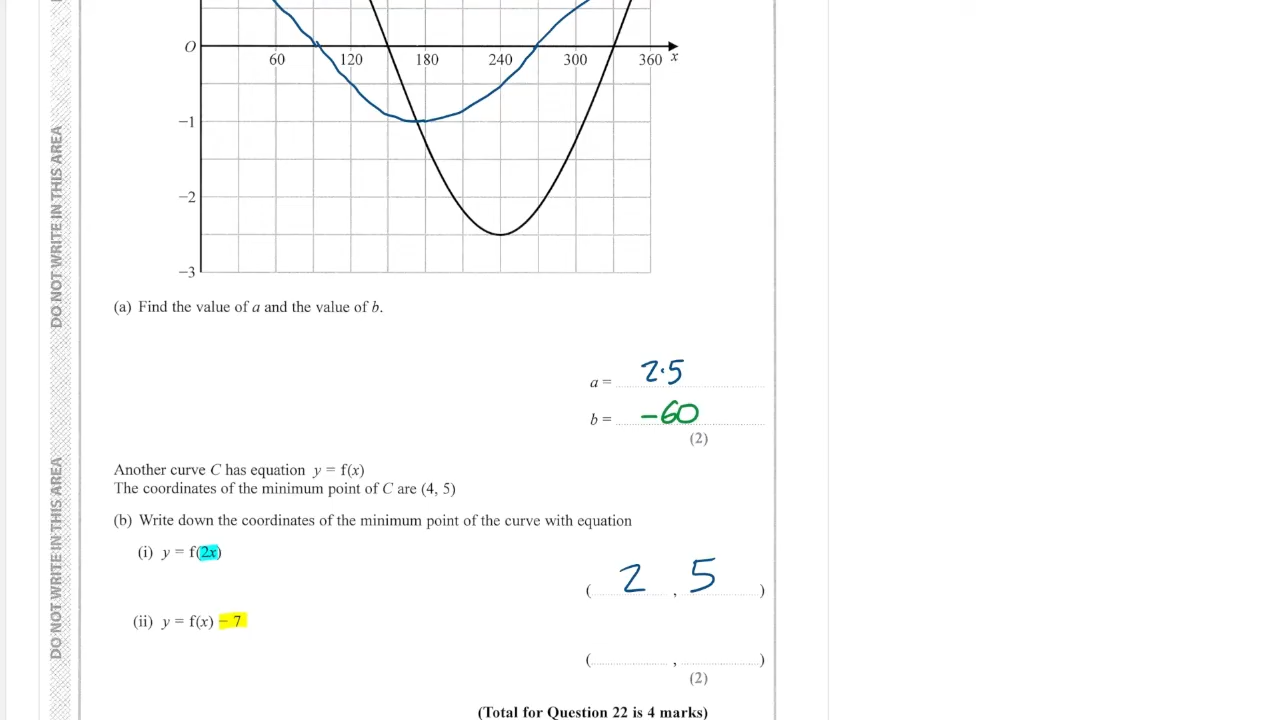 O 60 120 180 240 300 360 x
−1
−2
−3
(a) Find the value of a and the value of b.
a = 2.5
b = −60
(2)
Another curve C has equation y = f(x)
The coordinates of the minimum point of C are (4, 5)
(b) Write down the coordinates of the minimum point of the curve with equation
(i) y = f(2x)
( 2 , 5 )
(ii) y = f(x) − 7
( , )
(2)
(Total for Question 22 is 4 marks)
DO NOT WRITE IN THIS AREA
DO NOT WRITE IN THIS AREA